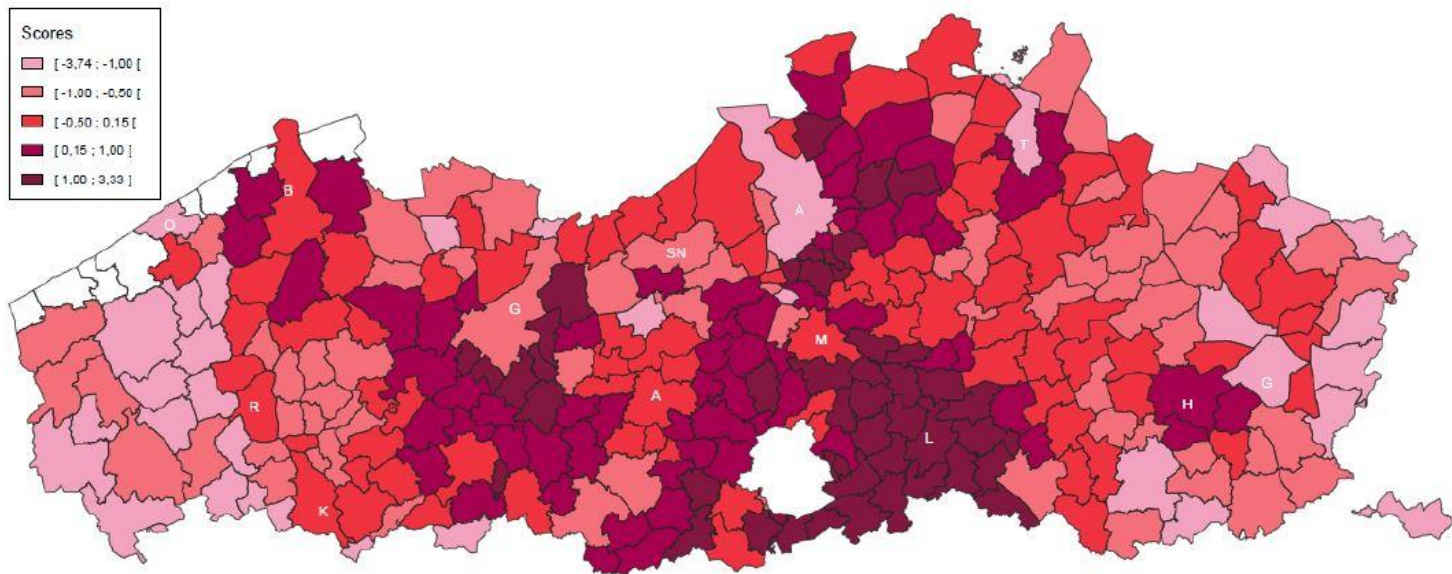 Scores
[ -3,74 ; -1,00 [
[ -1,00 ; -0,50 [
[ -0,50 ; 0,15 [
[ 0,15 ; 1,00 [
[ 1,00 ; 3,33 [
T
B
A
O
SN
G
M
G
A
R
H
L
K